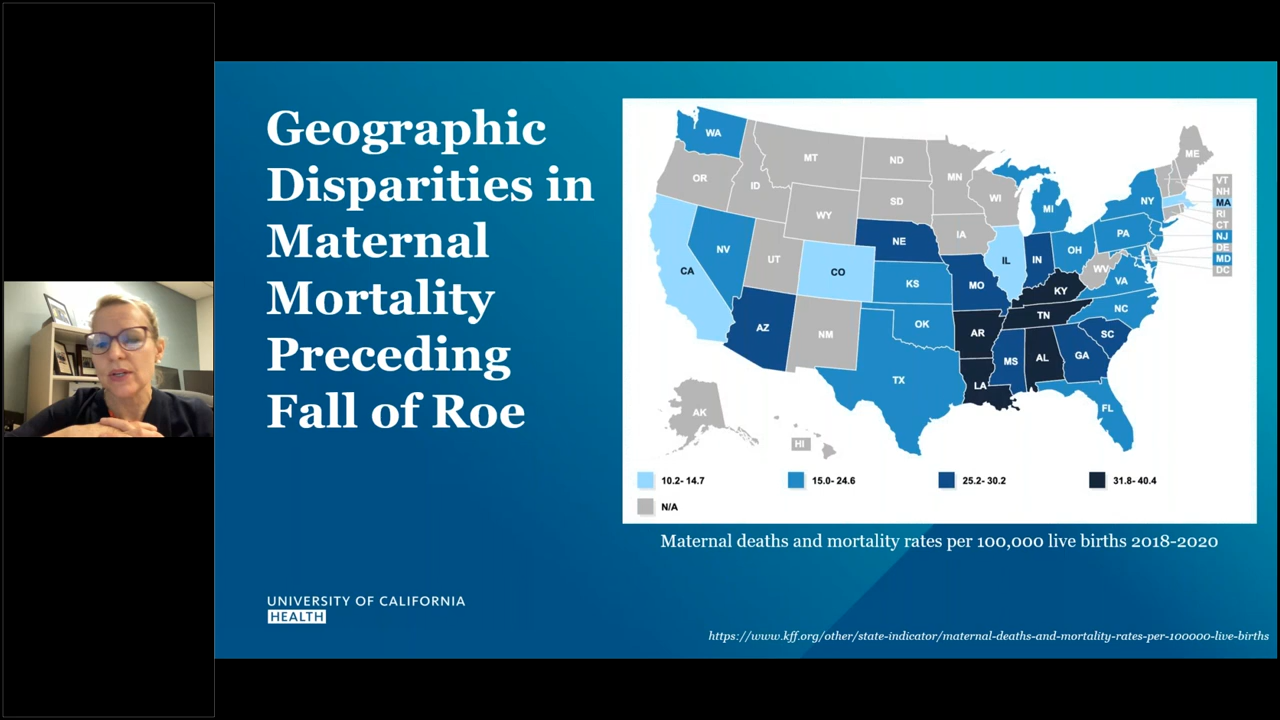 Geographic
Disparities in
Maternal
Mortality
Preceding
Fall of Roe
WA
MT
ND
MN
ME
OR
ID
SD
WI
VT
NH
MA
RI
CT
NJ
DE
MD
DC
WY
MI
NY
IA
NE
PA
NV
UT
CO
IL
IN
OH
WV
VA
CA
KS
MO
KY
NC
AZ
NM
OK
AR
TN
SC
TX
LA
MS
AL
GA
FL
AK
HI
10.2- 14.7
15.0- 24.6
25.2- 30.2
31.8- 40.4
N/A
Maternal deaths and mortality rates per 100,000 live births 2018-2020
UNIVERSITY OF CALIFORNIA
HEALTH
https://www.kff.org/other/state-indicator/maternal-deaths-and-mortality-rates-per-100000-live-births